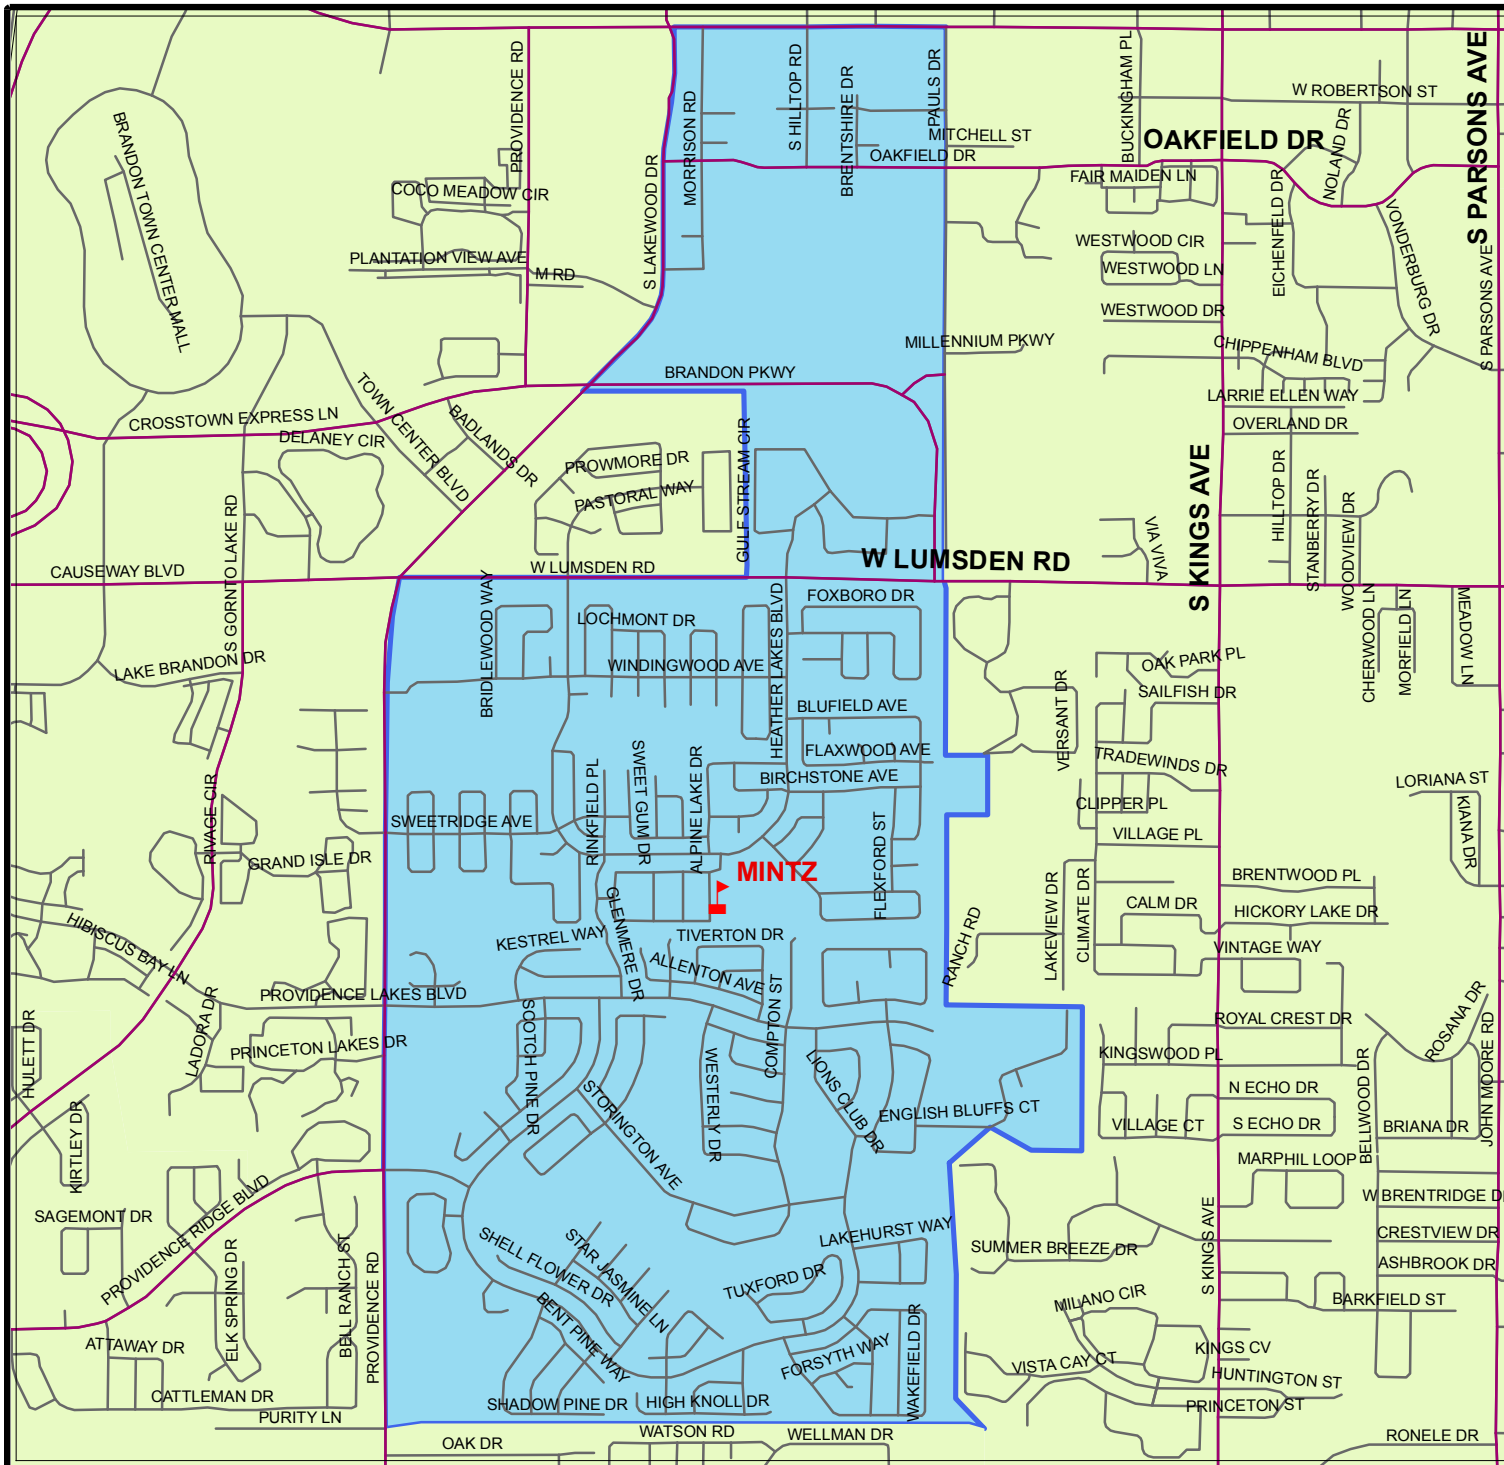 PROVIDENCE RD
S HILLTOP RD
BRENTSHIRE DR
PAULS DR
BUCKINGHAM PL
W ROBERTSON ST
S PARSONS AVE
BRANDON TOWN CENTER MALL
MORRISON RD
MITCHELL ST
OAKFIELD DR
OAKFIELD DR
NOLAND DR
COCO MEADOW CIR
S LAKEWOOD DR
FAIR MAIDEN LN
EICHENFELD DR
VONDERBURG DR
PLANTATION VIEW AVE
M RD
WESTWOOD CIR
WESTWOOD LN
WESTWOOD DR
S PARSONS AVE
MILLENNIUM PKWY
CHIPPENHAM BLVD
BRANDON PKWY
LARRIE ELLEN WAY
CROSSTOWN EXPRESS LN
TOWN CENTER BLVD
BADLANDS DR
OVERLAND DR
DELANEY CIR
PROWMORE DR
GULF STREAM CIR
PASTORAL WAY
S KINGS AVE
HILLTOP DR
STANBERRY DR
WOODVIEW DR
S GORNTO LAKE RD
VIA VIVA
CAUSEWAY BLVD
W LUMSDEN RD
W LUMSDEN RD
BRIDLEWOOD WAY
LOCHMONT DR
HEATHER LAKES BLVD
FOXBORO DR
CHERWOOD LN
MORFIELD LN
MEADOW LN
LAKE BRANDON DR
WINDINGWOOD AVE
OAK PARK PL
VERSANT DR
SAILFISH DR
BLUFIELD AVE
RINKFIELD PL
SWEET GUM DR
ALPINE LAKE DR
FLAXWOOD AVE
TRADEWINDS DR
BIRCHSTONE AVE
LORIANA ST
RIVAGE CIR
CLIPPER PL
KIANA DR
SWEETRIDGE AVE
FLEXFORD ST
VILLAGE PL
GRAND ISLE DR
MINTZ
BRENTWOOD PL
LAKEVIEW DR
CLIMATE DR
CALM DR
HICKORY LAKE DR
GLENMERE DR
HIBISCUS BAY LN
KESTREL WAY
TIVERTON DR
RANCH RD
VINTAGE WAY
ALLENTON AVE
COMPTON ST
PROVIDENCE LAKES BLVD
LADORA DR
SCOTCH PINE DR
ROYAL CREST DR
ROSANA DR
HULETT DR
PRINCETON LAKES DR
WESTERLY DR
LIONS CLUB DR
KINGSWOOD PL
JOHN MOORE RD
STORINGTON AVE
N ECHO DR
BELLWOOD DR
KIRTLEY DR
ENGLISH BLUFFS CT
VILLAGE CT
S ECHO DR
BRIANA DR
MARPHIL LOOP
PROVIDENCE RIDGE BLVD
W BRENTRIDGE D
SAGEMONT DR
LAKEHURST WAY
S KINGS AVE
CRESTVIEW DR
ELK SPRING DR
BELL RANCH ST
PROVIDENCE RD
SHELL FLOWER DR
STAR JASMINE LN
SUMMER BREEZE DR
ASHBROOK DR
TUXFORD DR
BENT PINE WAY
MILANO CIR
BARKFIELD ST
WAKEFIELD DR
ATTAWAY DR
FORSYTH WAY
VISTA CAY CT
KINGS CV
HUNTINGTON ST
CATTLEMAN DR
SHADOW PINE DR
HIGH KNOLL DR
PRINCETON ST
PURITY LN
OAK DR
WATSON RD
WELLMAN DR
RONELE DR